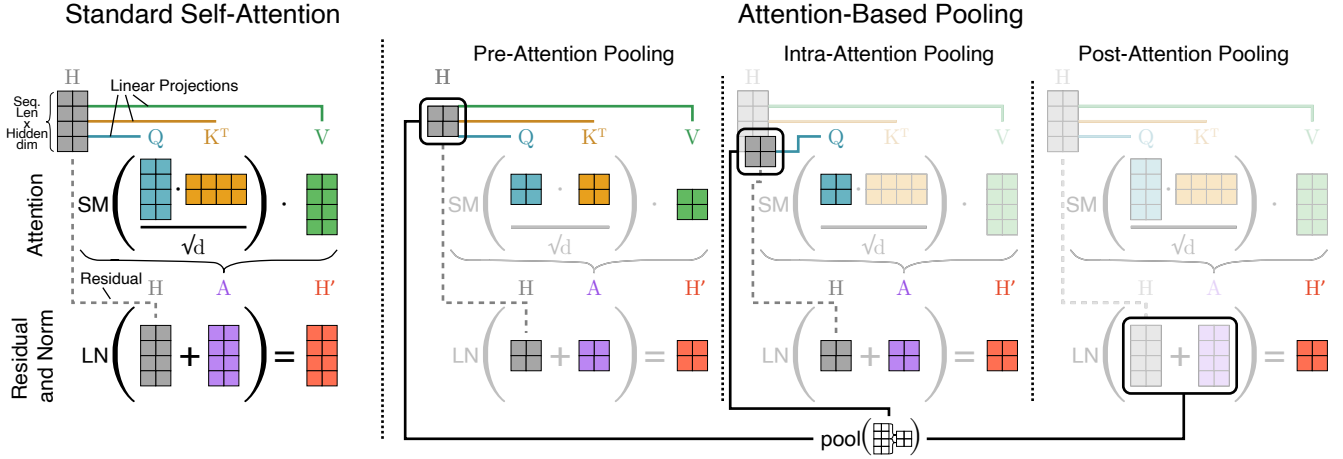 Standard Self-Attention
Attention-Based Pooling
Pre-Attention Pooling
Intra-Attention Pooling
Post-Attention Pooling
H
Linear Projections
Seq.
Len
x
Hidden
dim
Q
Kᵀ
V
Attention
SM ( · ) ·
√d
Residual
H
A
H′
Residual
and Norm
LN ( + ) =
H
Q
Kᵀ
V
SM ( · ) ·
√d
H
A
H′
LN ( + ) =
H
Q
Kᵀ
V
SM ( · ) ·
√d
H
A
H′
LN ( + ) =
H
Q
Kᵀ
V
SM ( · ) ·
√d
H
A
H′
LN ( + ) =
pool( )